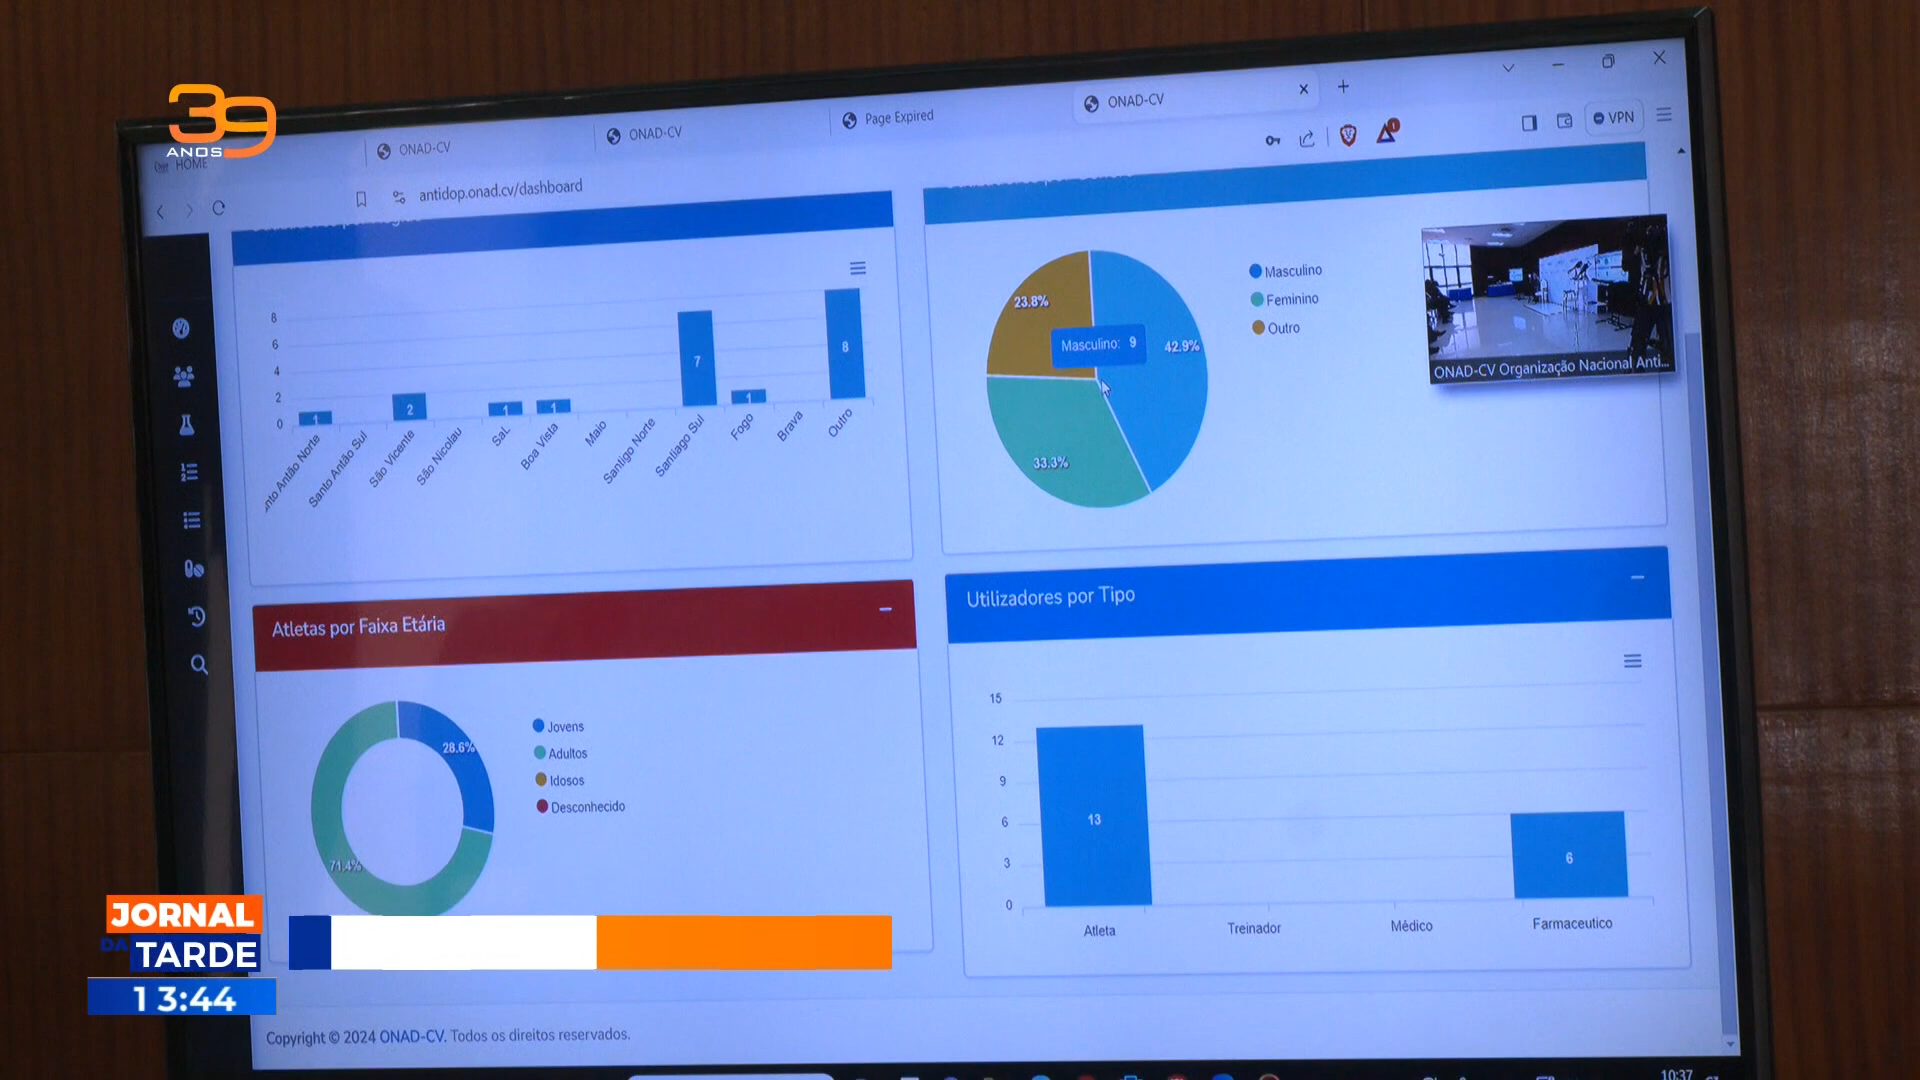 39
ANOS
HOME
ONAD-CV
ONAD-CV
Page Expired
ONAD-CV
VPN
antidop.onad.cv/dashboard
8
6
4
2
0
1
2
1
1
7
1
8
Santo Antão Sul
São Vicente
São Nicolau
SaL
Boa Vista
Maio
Santigo Norte
Santiago Sul
Fogo
Brava
Outro
23.8%
42.9%
33.3%
Masculino: 9
Masculino
Feminino
Outro
ONAD-CV Organização Nacional Anti...
Atletas por Faixa Etária
28.6%
71.4%
Jovens
Adultos
Idosos
Desconhecido
Utilizadores por Tipo
15
12
9
6
3
0
13
6
Atleta
Treinador
Médico
Farmaceutico
JORNAL
DA TARDE
13:44
Copyright © 2024 ONAD-CV. Todos os direitos reservados.
10:37